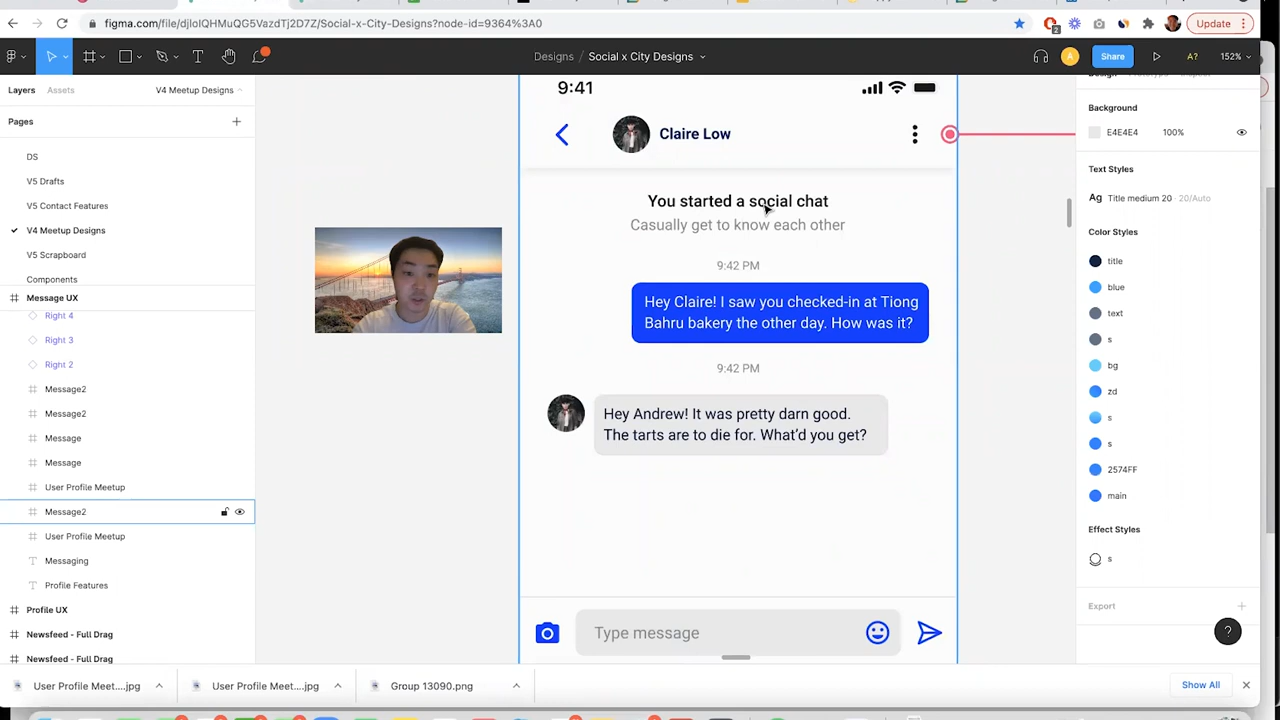 figma.com/file/djloIQHMuQG5VazdTj2D7Z/Social-x-City-Designs?node-id=9364%3A0
2
Update
Designs / Social x City Designs
Share
A?
152%
Layers
Assets
V4 Meetup Designs
Pages
DS
V5 Drafts
V5 Contact Features
V4 Meetup Designs
V5 Scrapboard
Components
Message UX
Right 4
Right 3
Right 2
Message2
Message2
Message
Message
User Profile Meetup
Message2
User Profile Meetup
Messaging
Profile Features
Profile UX
Newsfeed - Full Drag
Newsfeed - Full Drag
9:41
Claire Low
You started a social chat
Casually get to know each other
9:42 PM
Hey Claire! I saw you checked-in at Tiong
Bahru bakery the other day. How was it?
9:42 PM
Hey Andrew! It was pretty darn good.
The tarts are to die for. What'd you get?
Type message
Background
E4E4E4 100%
Text Styles
Ag Title medium 20 · 20/Auto
Color Styles
title
blue
text
s
bg
zd
s
s
2574FF
main
Effect Styles
s
Export
?
User Profile Meet....jpg
User Profile Meet....jpg
Group 13090.png
Show All